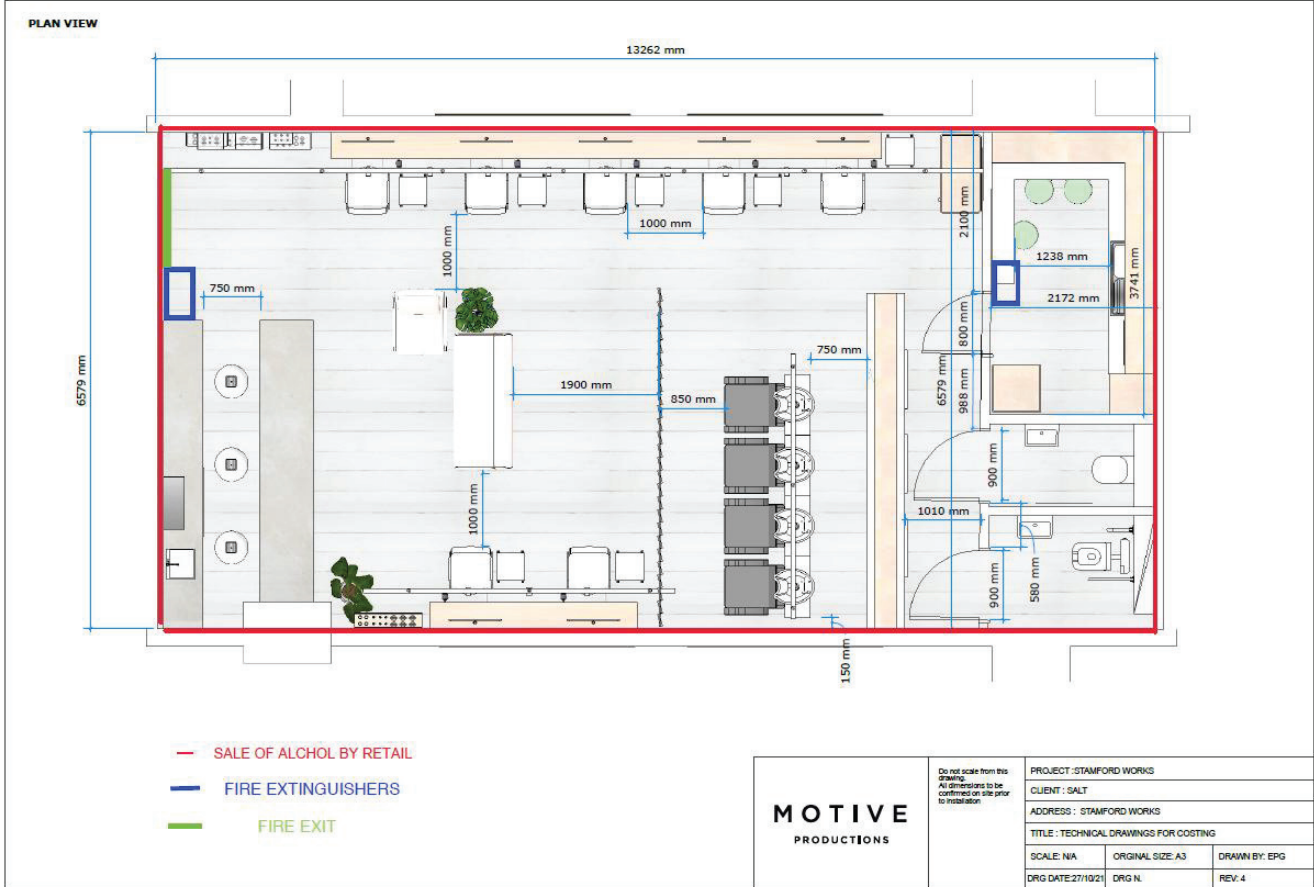 PLAN VIEW
13262 mm
1000 mm
2100 mm
1000 mm
1238 mm
3741 mm
750 mm
2172 mm
800 mm
750 mm
6579 mm
6579 mm
1900 mm
988 mm
850 mm
900 mm
1000 mm
1010 mm
580 mm
900 mm
150 mm
SALE OF ALCHOL BY RETAIL
FIRE EXTINGUISHERS
FIRE EXIT
MOTIVE
PRODUCTIONS
Do not scale from this
drawing.
All dimensions to be
confirmed on site prior
to installation
PROJECT :STAMFORD WORKS
CLIENT : SALT
ADDRESS : STAMFORD WORKS
TITLE : TECHNICAL DRAWINGS FOR COSTING
SCALE: N/A ORGINAL SIZE: A3 DRAWN BY: EPG
DRG DATE:27/10/21 DRG N. REV: 4